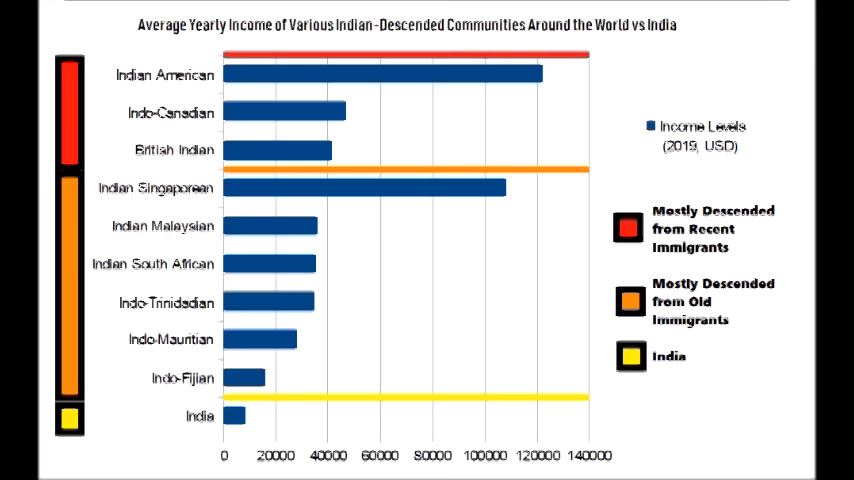 Average Yearly Income of Various Indian-Descended Communities Around the World vs India
Indian American
Indo-Canadian
British Indian
Indian Singaporean
Indian Malaysian
Indian South African
Indo-Trinidadian
Indo-Mauritian
Indo-Fijian
India
0 20000 40000 60000 80000 100000 120000 140000
Income Levels
(2019, USD)
Mostly Descended
from Recent
Immigrants
Mostly Descended
from Old
Immigrants
India